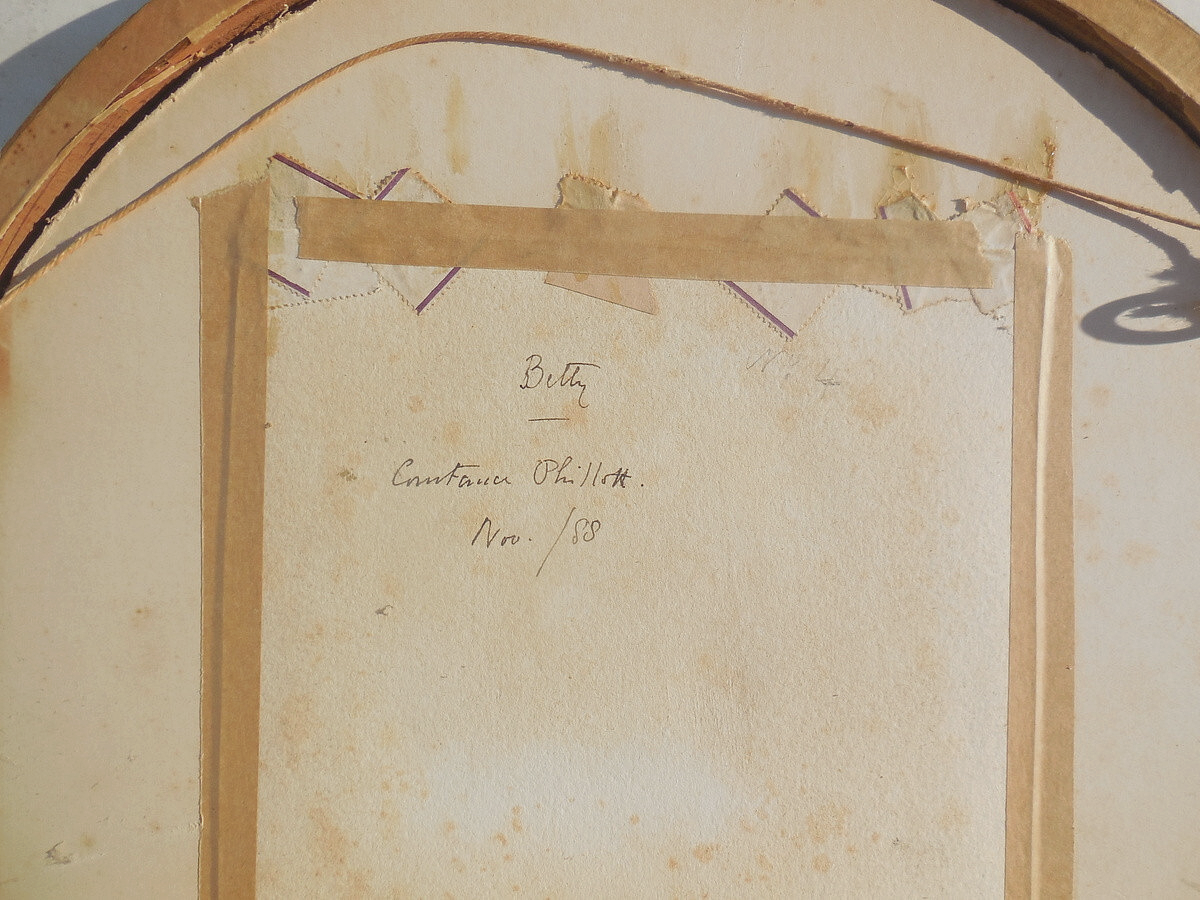 Betty
Constance Phillott.
Nov. /88